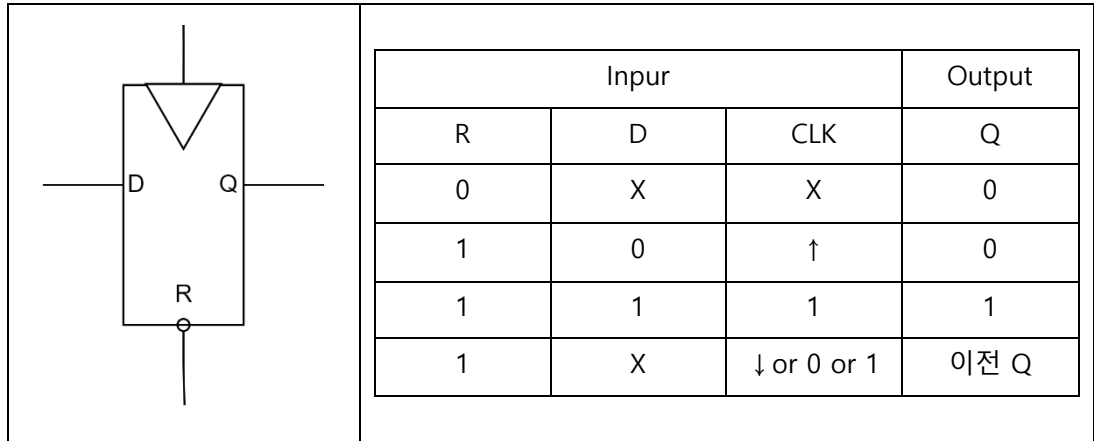 D Q
R
Inpur Output
R D CLK Q
0 X X 0
1 0 ↑ 0
1 1 1 1
1 X ↓ or 0 or 1 이전 Q